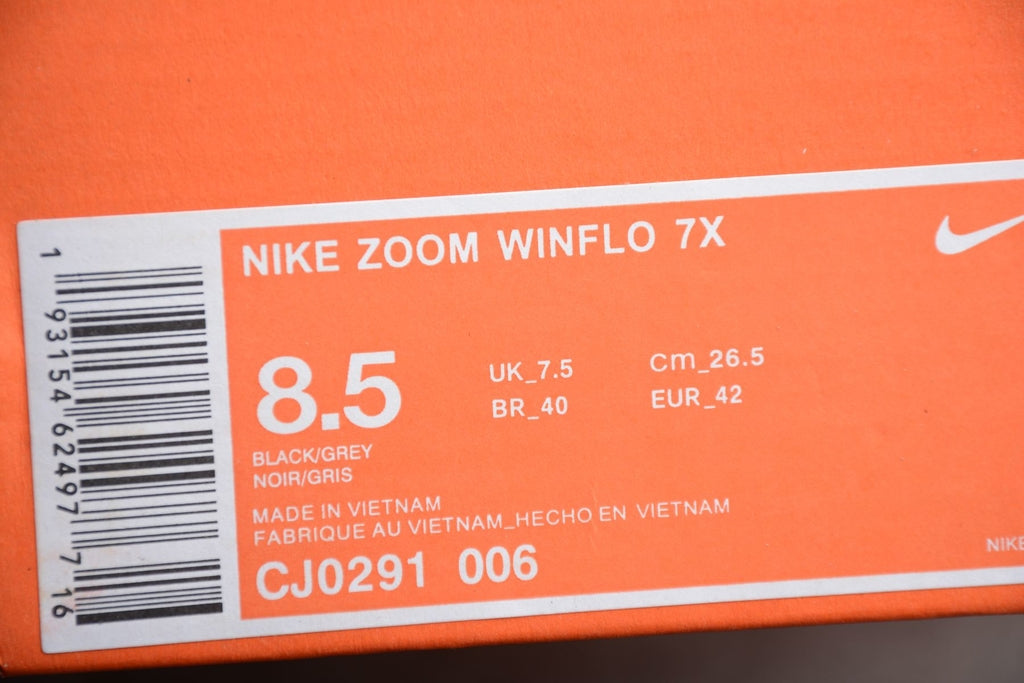 NIKE ZOOM WINFLO 7X
8.5
UK_7.5
Cm_26.5
BR_40
EUR_42
BLACK/GREY
NOIR/GRIS
MADE IN VIETNAM
FABRIQUE AU VIETNAM_HECHO EN VIETNAM
CJ0291 006
NIKE
1 93154 62497 7 16